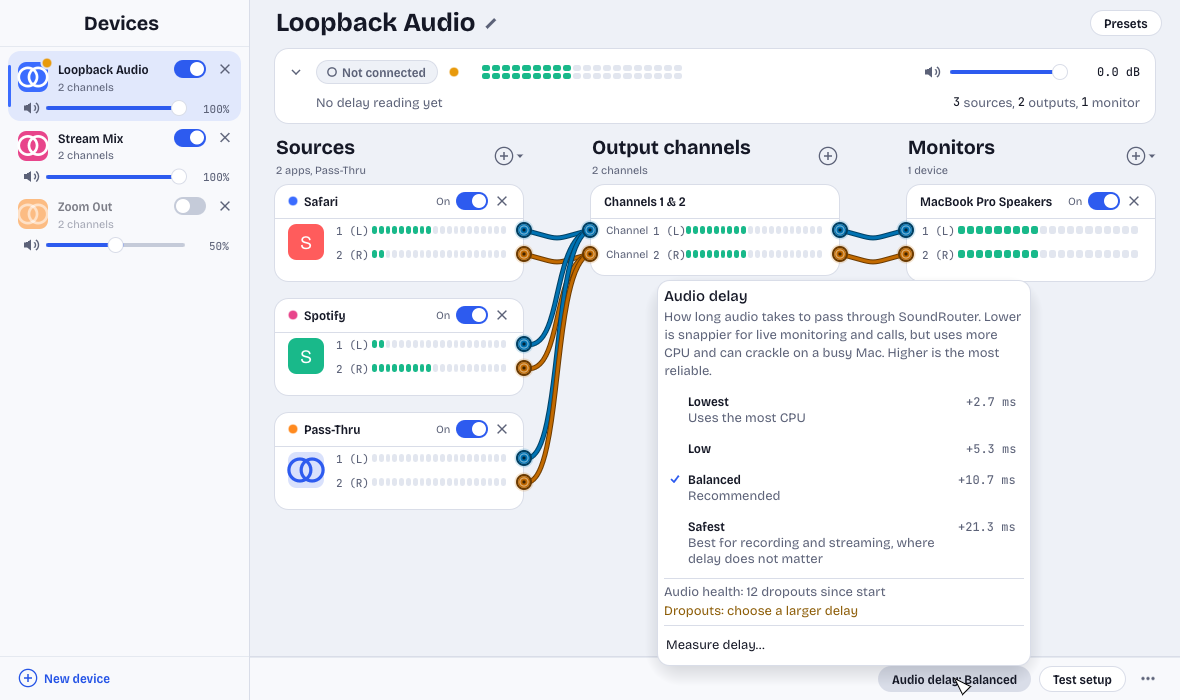 Devices
Loopback Audio
2 channels
100%
Stream Mix
2 channels
100%
Zoom Out
2 channels
50%
New device
Loopback Audio
Presets
Not connected
0.0 dB
No delay reading yet
3 sources, 2 outputs, 1 monitor
Sources
2 apps, Pass-Thru
Output channels
2 channels
Monitors
1 device
Safari
On
S
1 (L)
2 (R)
Spotify
On
S
1 (L)
2 (R)
Pass-Thru
On
1 (L)
2 (R)
Channels 1 & 2
Channel 1 (L)
Channel 2 (R)
MacBook Pro Speakers
On
1 (L)
2 (R)
Audio delay
How long audio takes to pass through SoundRouter. Lower
is snappier for live monitoring and calls, but uses more
CPU and can crackle on a busy Mac. Higher is the most
reliable.
Lowest +2.7 ms
Uses the most CPU
Low +5.3 ms
Balanced +10.7 ms
Recommended
Safest +21.3 ms
Best for recording and streaming, where
delay does not matter
Audio health: 12 dropouts since start
Dropouts: choose a larger delay
Measure delay…
Audio delay: Balanced
Test setup